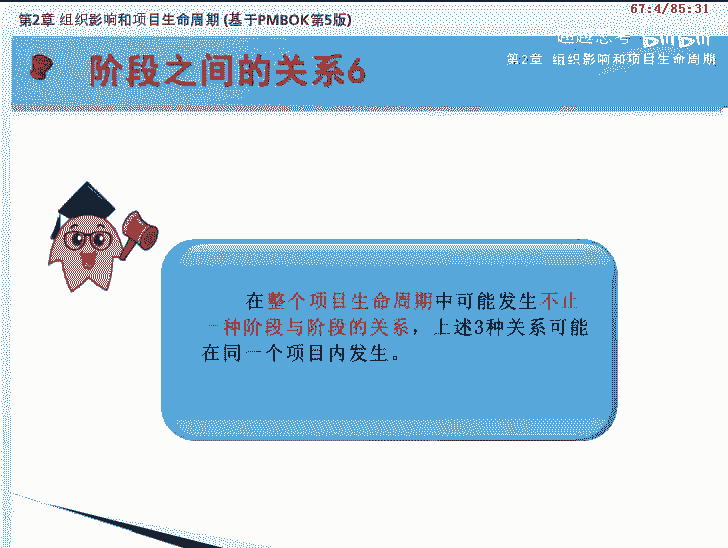 67:4/85:31
第2章 组织影响和项目生命周期 (基于PMBOK第5版)
bilibili
第2章 组织影响和项目生命周期
阶段之间的关系6
在整个项目生命周期中可能发生不止
一种阶段与阶段的关系，上述3种关系可能
在同一个项目内发生。